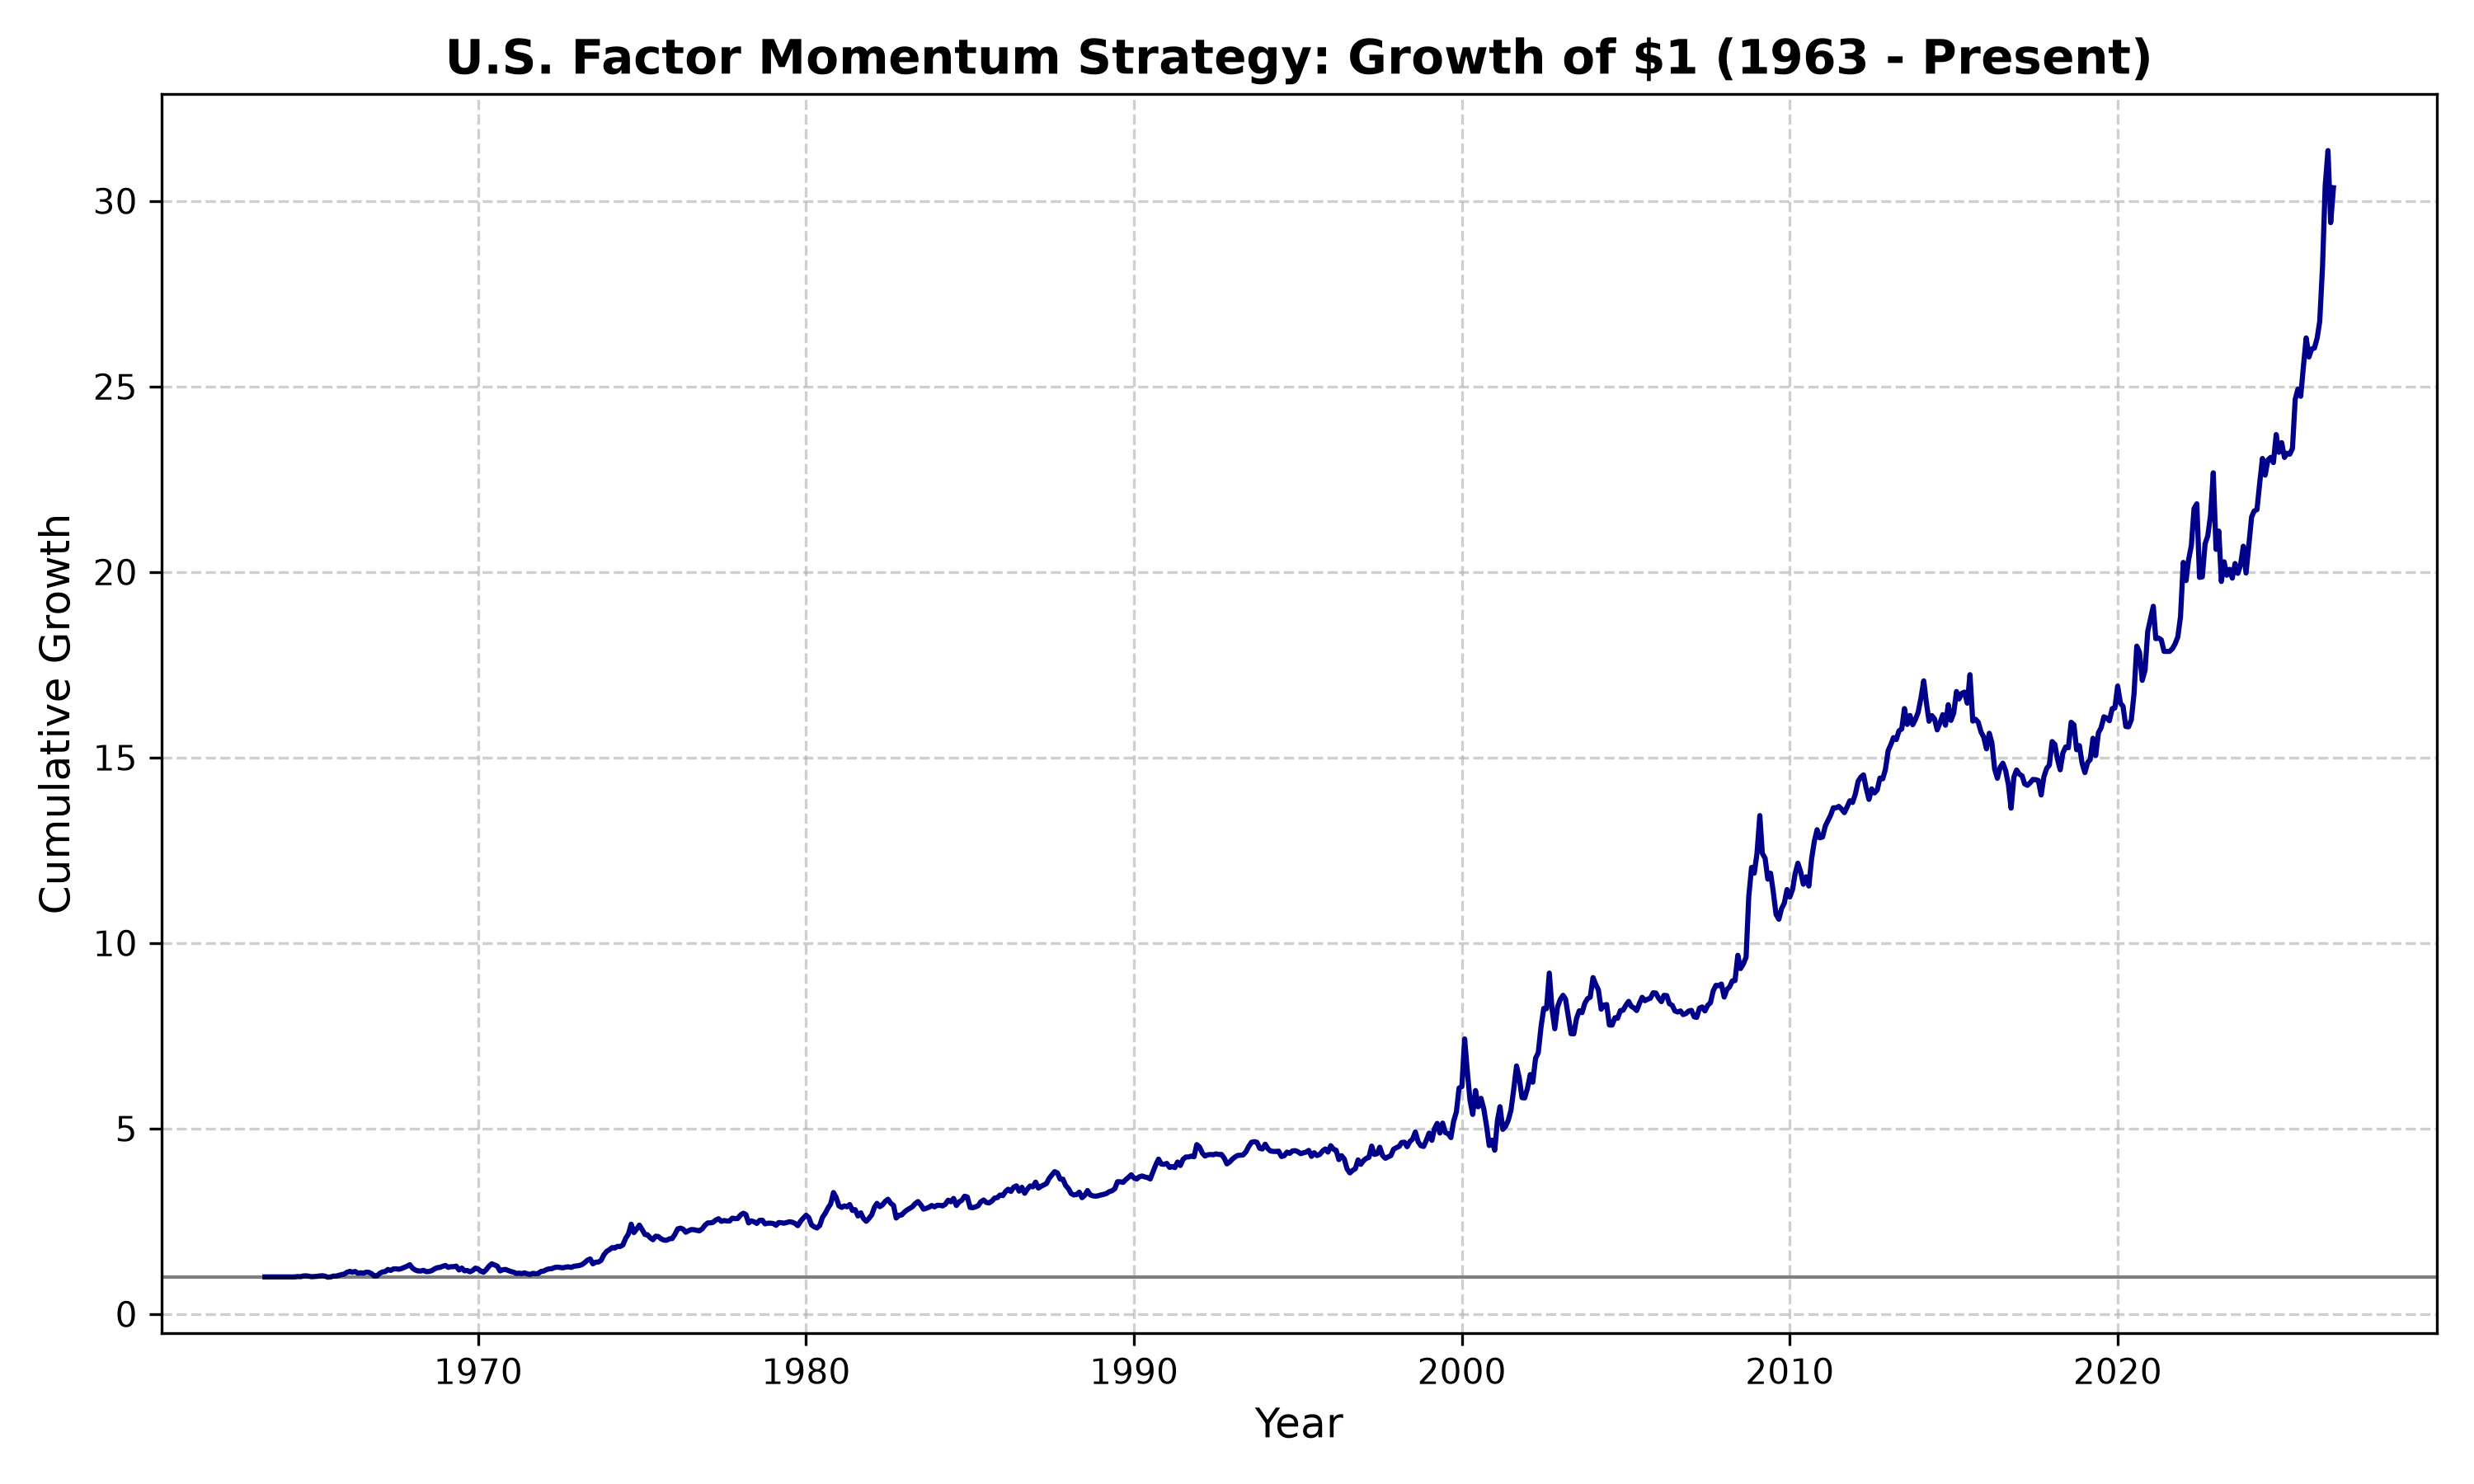 U.S. Factor Momentum Strategy: Growth of $1 (1963 - Present)
Cumulative Growth
30
25
20
15
10
5
0
1970 1980 1990 2000 2010 2020
Year